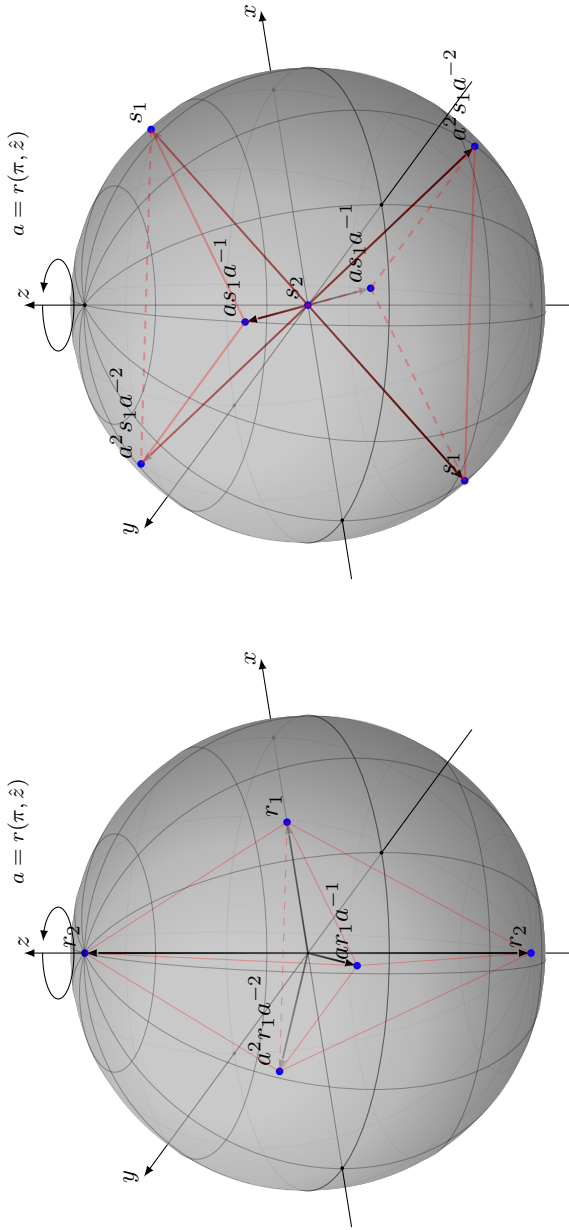 a = r(π, ẑ)
z
r₂
y
x
a²r₁a⁻²
r₁
ar₁a⁻¹
r₂
a = r(π, ẑ)
z
y
x
a²s₁a⁻²
s₁
as₁a⁻¹
s₂
as₁a⁻¹
s₁
a²s₁a⁻²